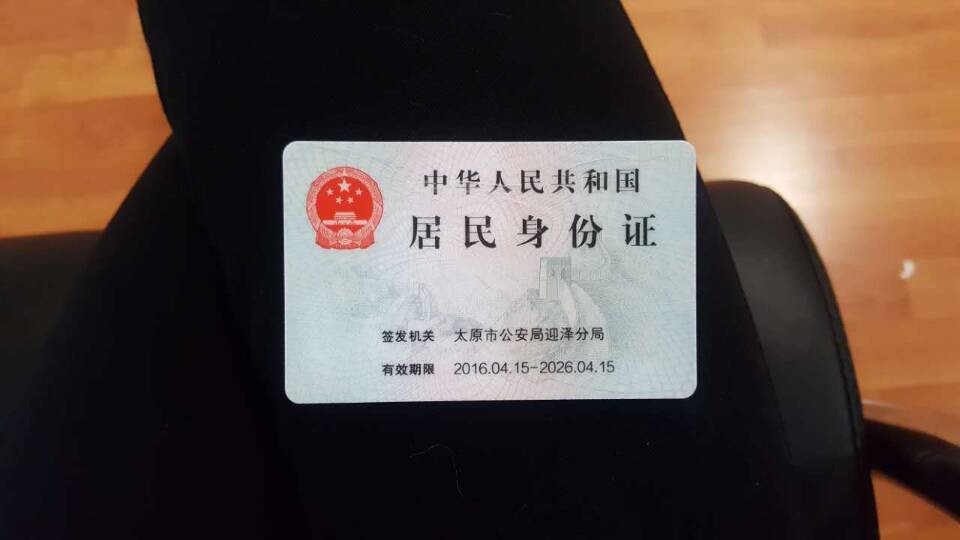 中华人民共和国
居民身份证
签发机关 太原市公安局迎泽分局
有效期限 2016.04.15-2026.04.15